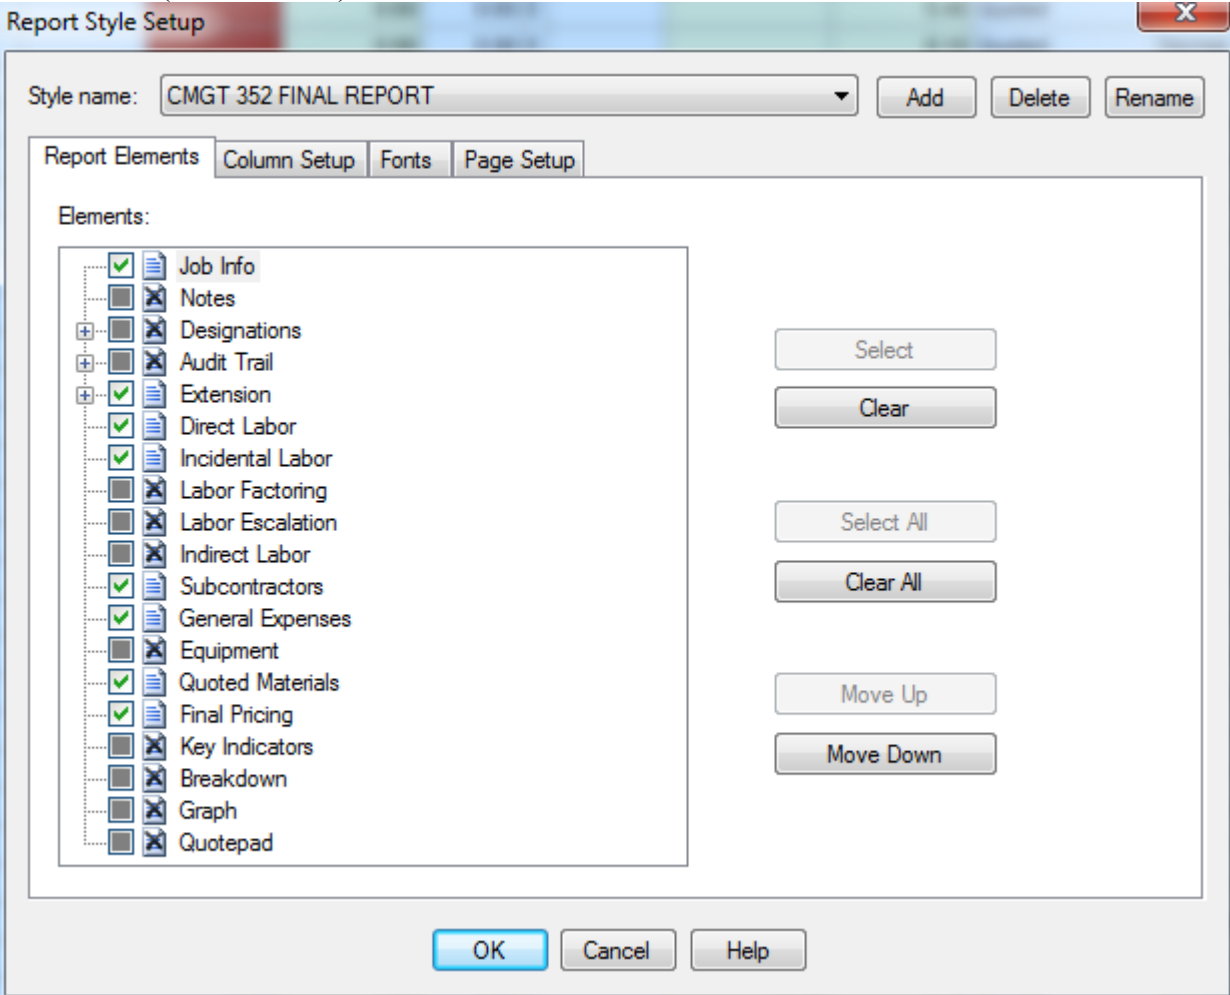 Report Style Setup
Style name: CMGT 352 FINAL REPORT Add Delete Rename
Report Elements Column Setup Fonts Page Setup
Elements:
Job Info
Notes
Designations
Audit Trail
Extension
Direct Labor
Incidental Labor
Labor Factoring
Labor Escalation
Indirect Labor
Subcontractors
General Expenses
Equipment
Quoted Materials
Final Pricing
Key Indicators
Breakdown
Graph
Quotepad
Select
Clear
Select All
Clear All
Move Up
Move Down
OK Cancel Help